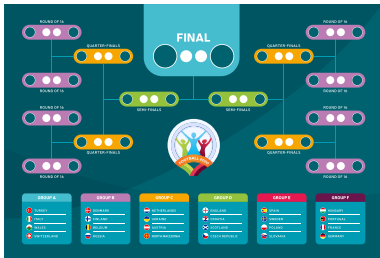 ROUND OF 16
ROUND OF 16
FINAL
QUARTER-FINALS
QUARTER-FINALS
ROUND OF 16
ROUND OF 16
SEMI-FINALS
SEMI-FINALS
ROUND OF 16
ROUND OF 16
QUARTER-FINALS
QUARTER-FINALS
FOOTBALL 2020
ROUND OF 16
ROUND OF 16
GROUP A
TURKEY
ITALY
WALES
SWITZERLAND
GROUP B
DENMARK
FINLAND
BELGIUM
RUSSIA
GROUP C
NETHERLANDS
UKRAINE
AUSTRIA
NORTH MACEDONIA
GROUP D
ENGLAND
CROATIA
SCOTLAND
CZECH REPUBLIC
GROUP E
SPAIN
SWEDEN
POLAND
SLOVAKIA
GROUP F
HUNGARY
PORTUGAL
FRANCE
GERMANY